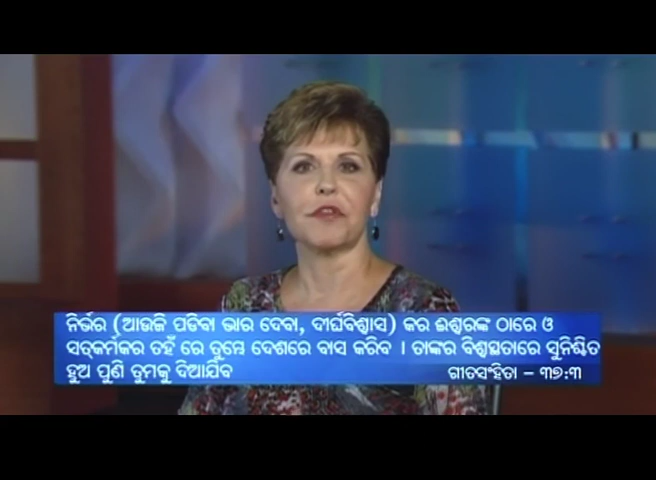 ନିର୍ଭର (ଆଉଜି ପଡିବା ଭାର ଦେବା, ଦୀର୍ଘବିଶ୍ୱାସ) କର ଈଶ୍ୱରଙ୍କ ଠାରେ ଓ
ସତ୍‌କର୍ମକର ତହିଁ ରେ ତୁମ୍ଭେ ଦେଶରେ ବାସ କରିବ । ତାଙ୍କର ବିଶ୍ୱସ୍ଥତାରେ ସୁନିଶ୍ଚିତ
ହୁଅ ପୁଣି ତୁମକୁ ଦିଆଯିବ
ଗୀତସଂହିତା – ୩୭:୩